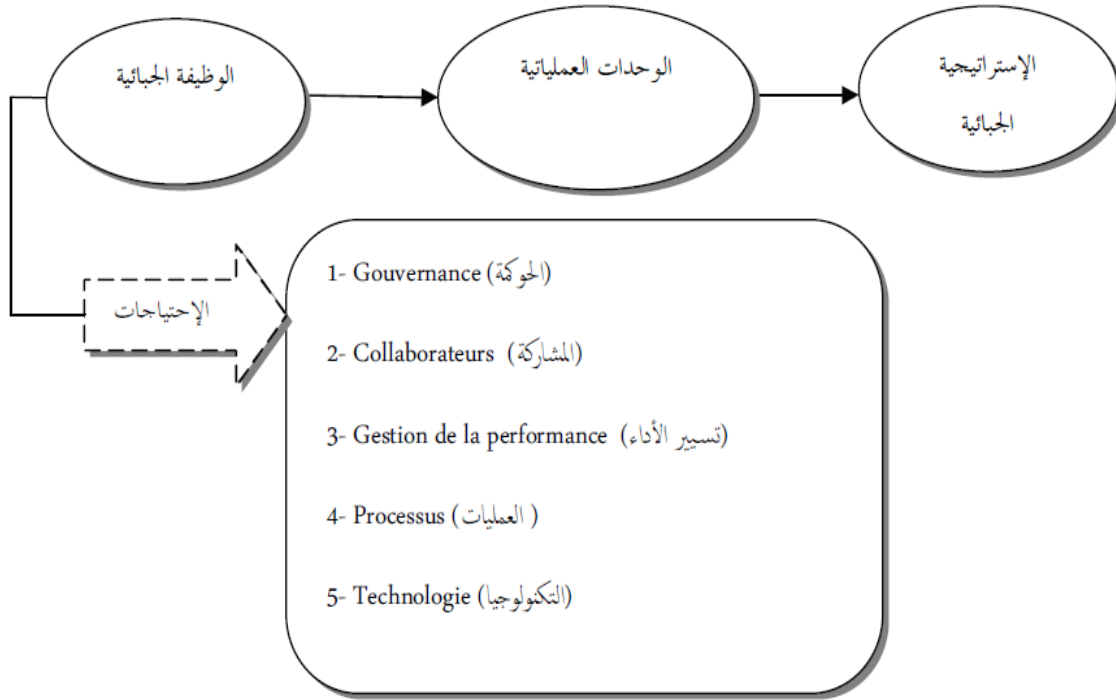 الوظيفة الجبائية
الوحدات العملياتية
الإستراتيجية
الجبائية
الإحتياجات
1- Gouvernance (الحوكمة)
2- Collaborateurs (المشاركة)
3- Gestion de la performance (تسيير الأداء)
4- Processus (العمليات )
5- Technologie (التكنولوجيا)